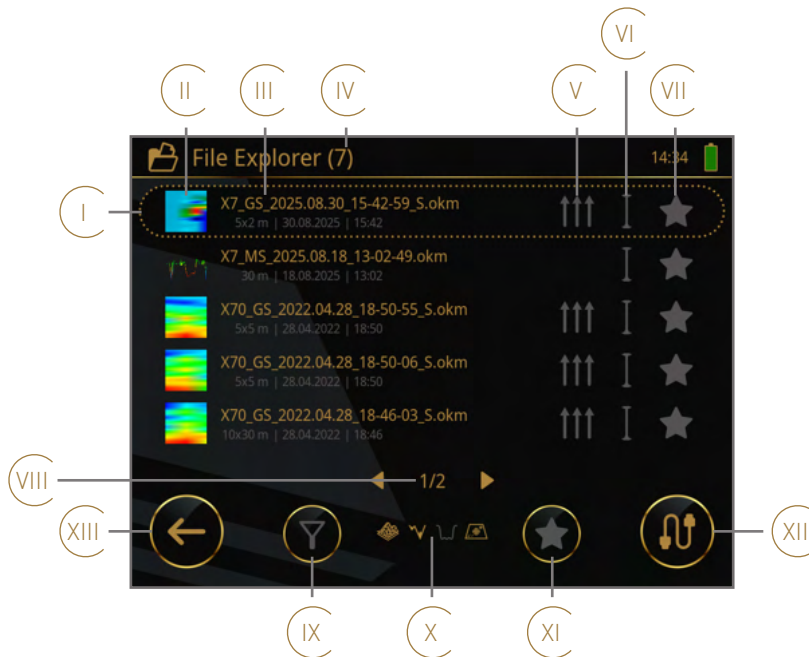 VI
II III IV V VII
File Explorer (7) 14:34
I
X7_GS_2025.08.30_15-42-59_S.okm
5x2 m | 30.08.2025 | 15:42
X7_MS_2025.08.18_13-02-49.okm
30 m | 18.08.2025 | 13:02
X70_GS_2022.04.28_18-50-55_S.okm
5x5 m | 28.04.2022 | 18:50
X70_GS_2022.04.28_18-50-06_S.okm
5x5 m | 28.04.2022 | 18:50
X70_GS_2022.04.28_18-46-03_S.okm
10x30 m | 28.04.2022 | 18:46
VIII 1/2
XIII XII
IX X XI